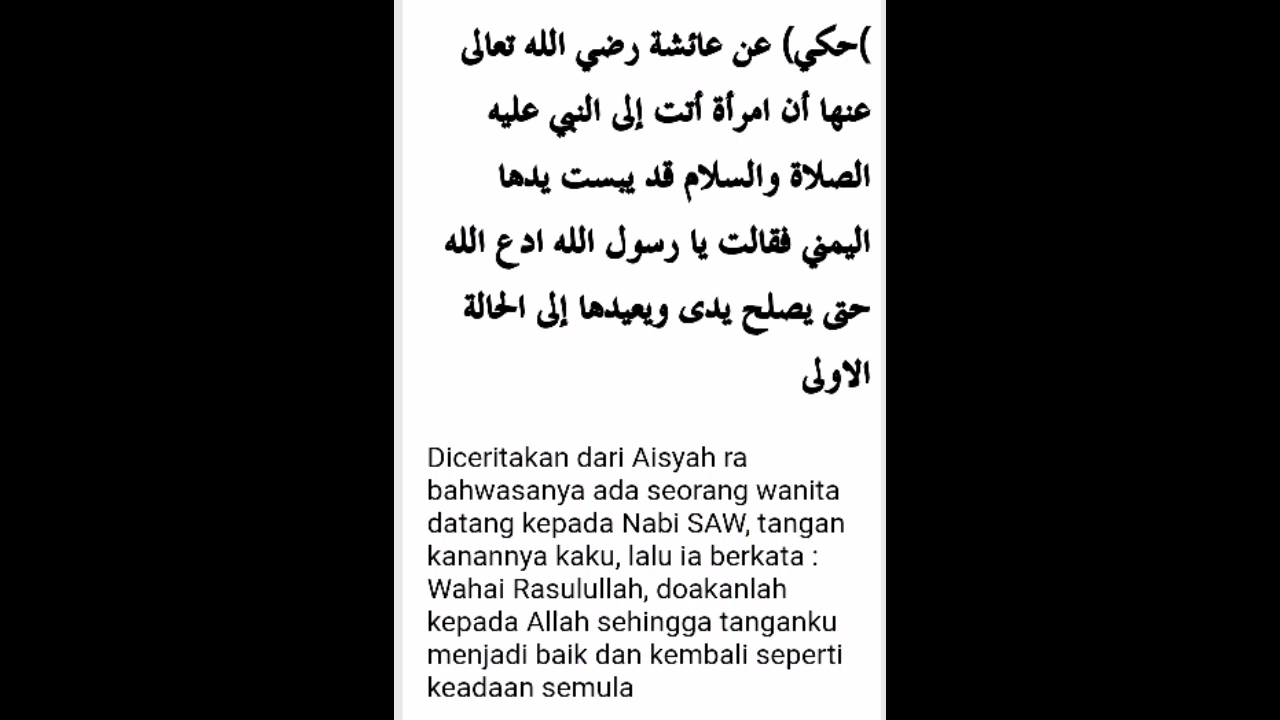 )حكي) عن عائشة رضي الله تعالى
عنها أن امرأة أتت إلى النبي عليه
الصلاة والسلام قد يبست يدها
اليمني فقالت يا رسول الله ادع الله
حتى يصلح يدى ويعيدها إلى الحالة
الاولى
Diceritakan dari Aisyah ra
bahwasanya ada seorang wanita
datang kepada Nabi SAW, tangan
kanannya kaku, lalu ia berkata :
Wahai Rasulullah, doakanlah
kepada Allah sehingga tanganku
menjadi baik dan kembali seperti
keadaan semula